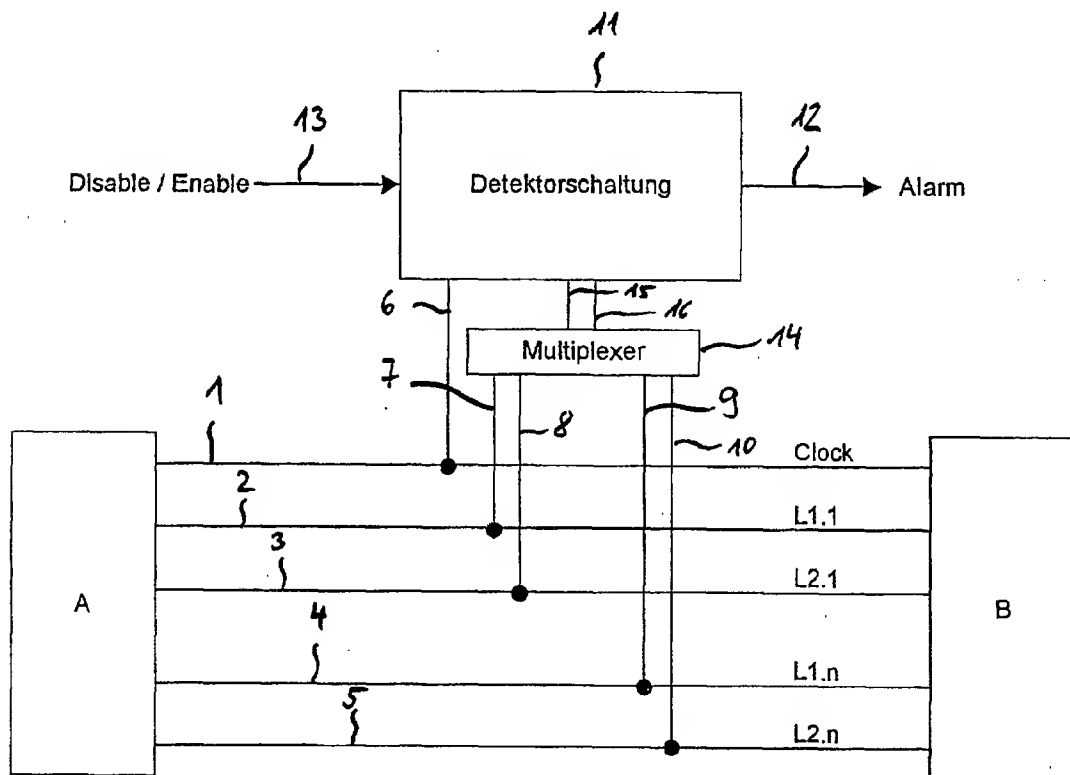 11
13
12
Disable / Enable
Detektorschaltung
Alarm
6
15
16
Multiplexer
14
7
8
9
10
1
Clock
2
L1.1
3
L2.1
A
B
4
L1.n
5
L2.n